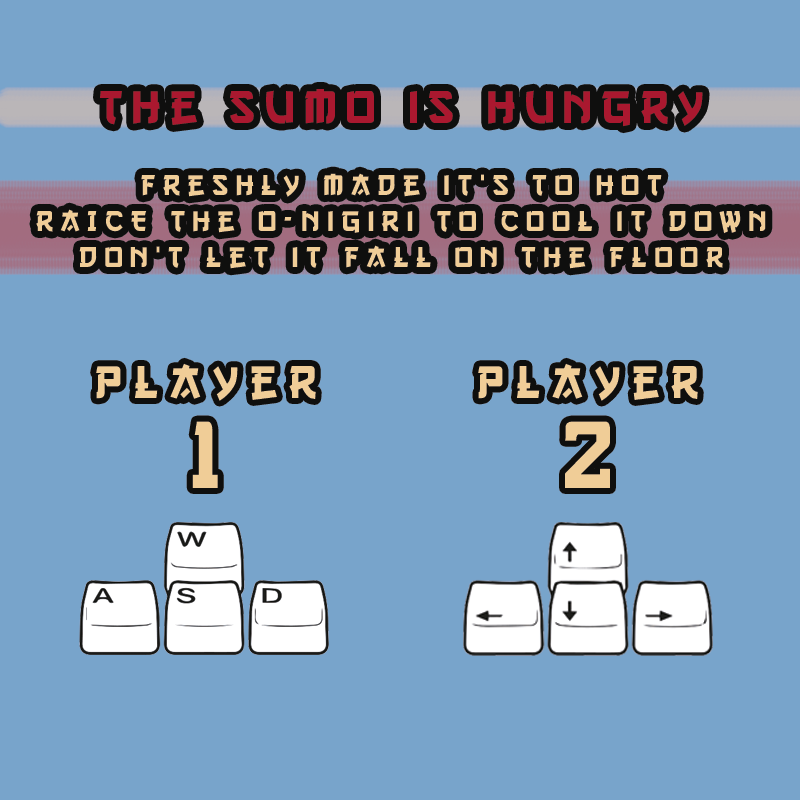 THE SUMO IS HUNGRY
FRESHLY MADE IT'S TO HOT
RAICE THE O-NIGIRI TO COOL IT DOWN
DON'T LET IT FALL ON THE FLOOR
PLAYER PLAYER
1 2
W ↑
A S D ← ↓ →